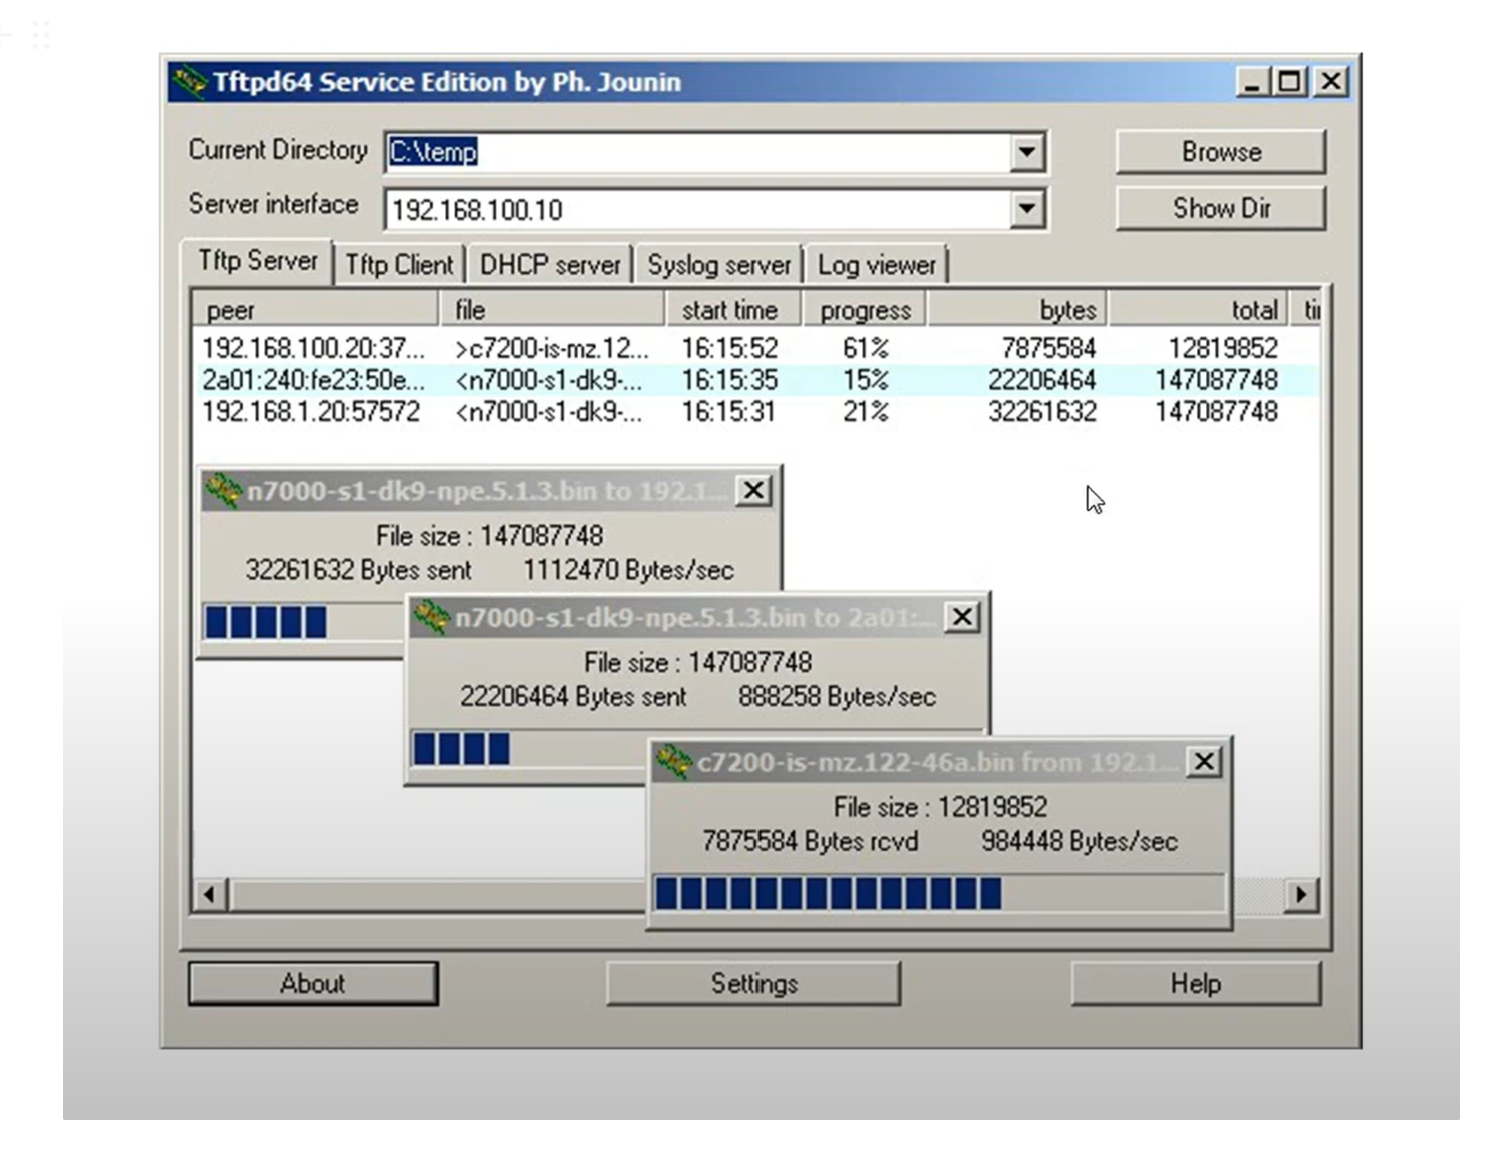 Tftpd64 Service Edition by Ph. Jounin
Current Directory C:\temp Browse
Server interface 192.168.100.10 Show Dir
Tftp Server Tftp Client DHCP server Syslog server Log viewer
peer file start time progress bytes total
192.168.100.20:37... >c7200-is-mz.12... 16:15:52 61% 7875584 12819852
2a01:240:fe23:50e... <n7000-s1-dk9-... 16:15:35 15% 22206464 147087748
192.168.1.20:57572 <n7000-s1-dk9-... 16:15:31 21% 32261632 147087748
n7000-s1-dk9-npe.5.1.3.bin to 192.1...
File size : 147087748
32261632 Bytes sent 1112470 Bytes/sec
n7000-s1-dk9-npe.5.1.3.bin to 2a01:...
File size : 147087748
22206464 Bytes sent 888258 Bytes/sec
c7200-is-mz.122-46a.bin from 192.1...
File size : 12819852
7875584 Bytes rcvd 984448 Bytes/sec
About Settings Help